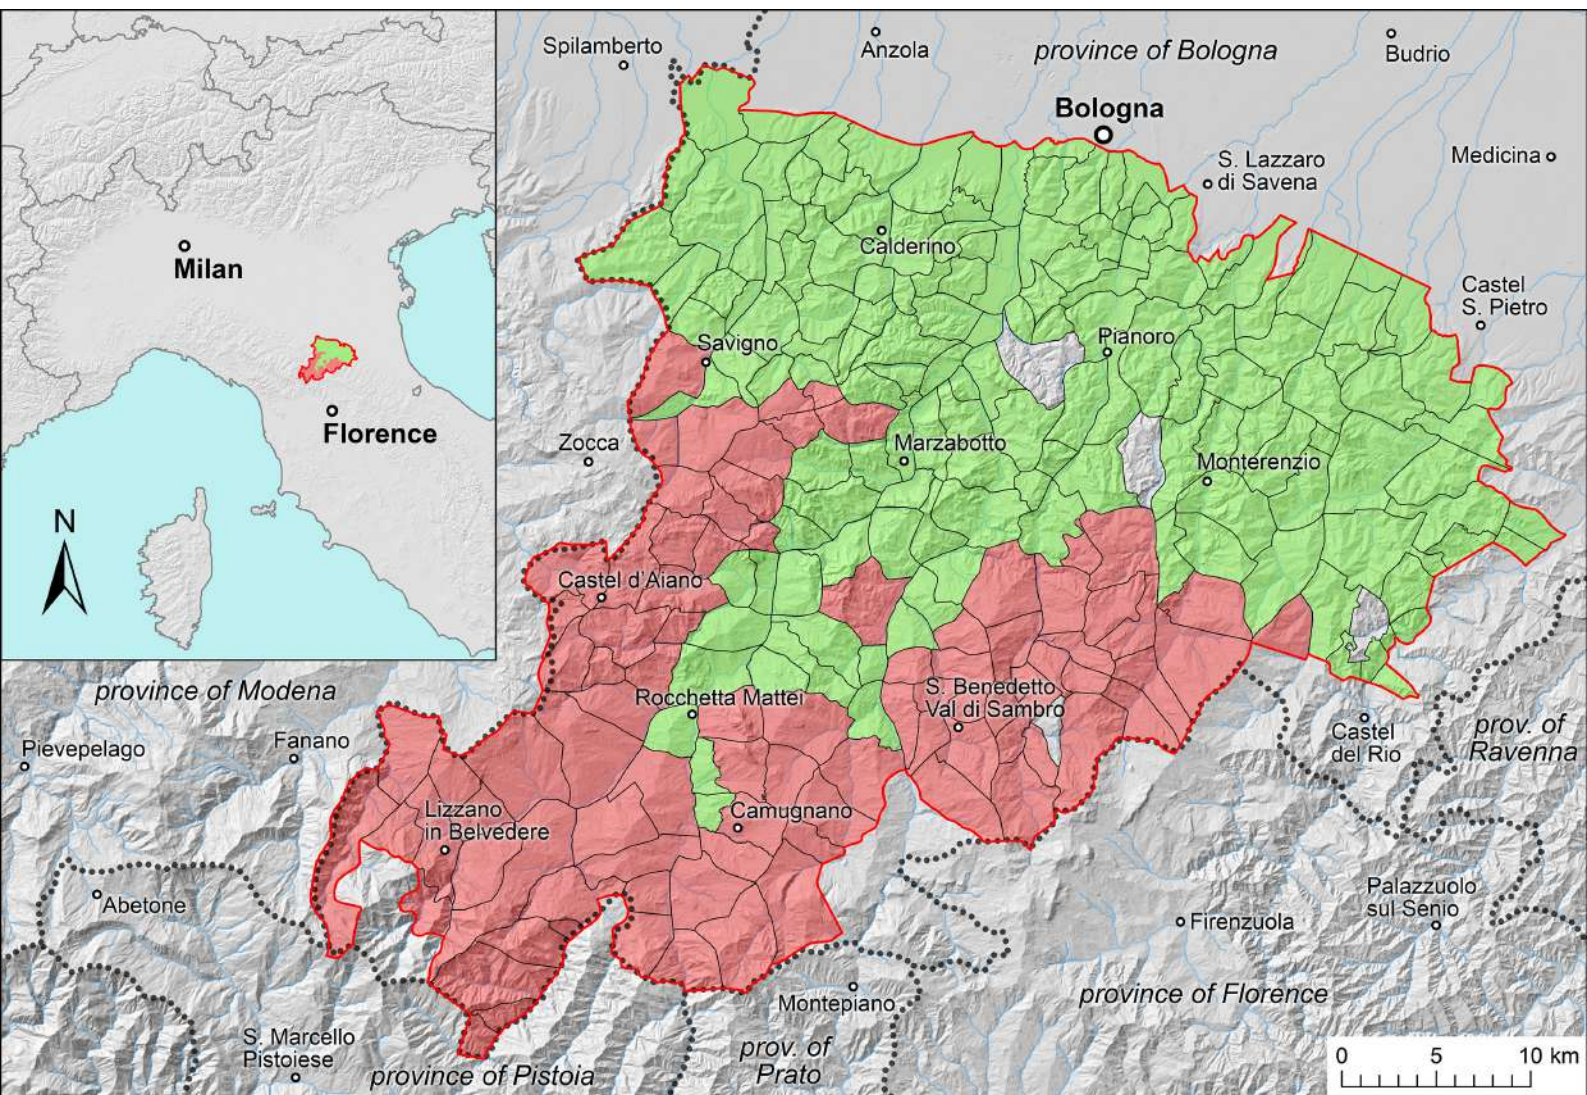 Spilamberto
Anzola
province of Bologna
Budrio
Bologna
S. Lazzaro
di Savena
Medicina
Milan
Calderino
Castel
S. Pietro
Savigno
Pianoro
Florence
Zocca
Marzabotto
Monterenzio
N
Castel d'Aiano
province of Modena
Rocchetta Mattei
S. Benedetto
Val di Sambro
Pievepelago
Fanano
Castel
del Rio
prov. of
Ravenna
Lizzano
in Belvedere
Camugnano
Abetone
Palazzuolo
sul Senio
Firenzuola
Montepiano
province of Florence
S. Marcello
Pistoiese
province of Pistoia
prov. of
Prato
0 5 10 km